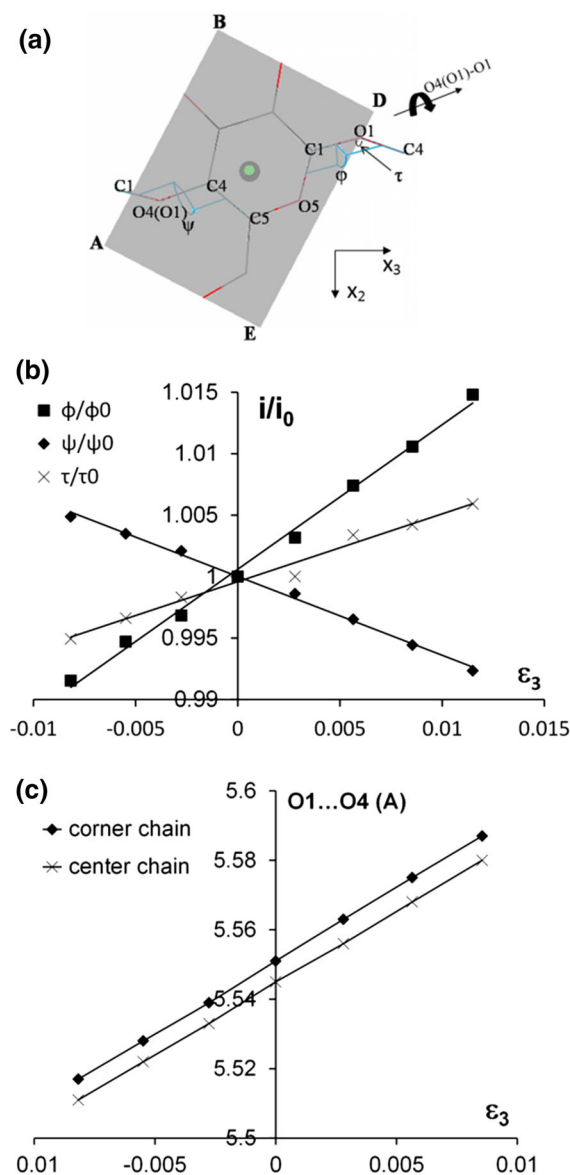 (a)
B
D
O4(O1)-O1
O1
C1
C4
φ
τ
C1
C4
O4(O1)
ψ
C5
O5
A
E
x3
x2
(b)
1.015
i/i0
ϕ/ϕ0
ψ/ψ0
τ/τ0
1.01
1.005
1
0.995
0.99
ε3
-0.01
-0.005
0
0.005
0.01
0.015
(c)
5.6
O1...O4 (A)
corner chain
center chain
5.58
5.56
5.54
5.52
5.5
ε3
0.01
-0.005
0
0.005
0.01